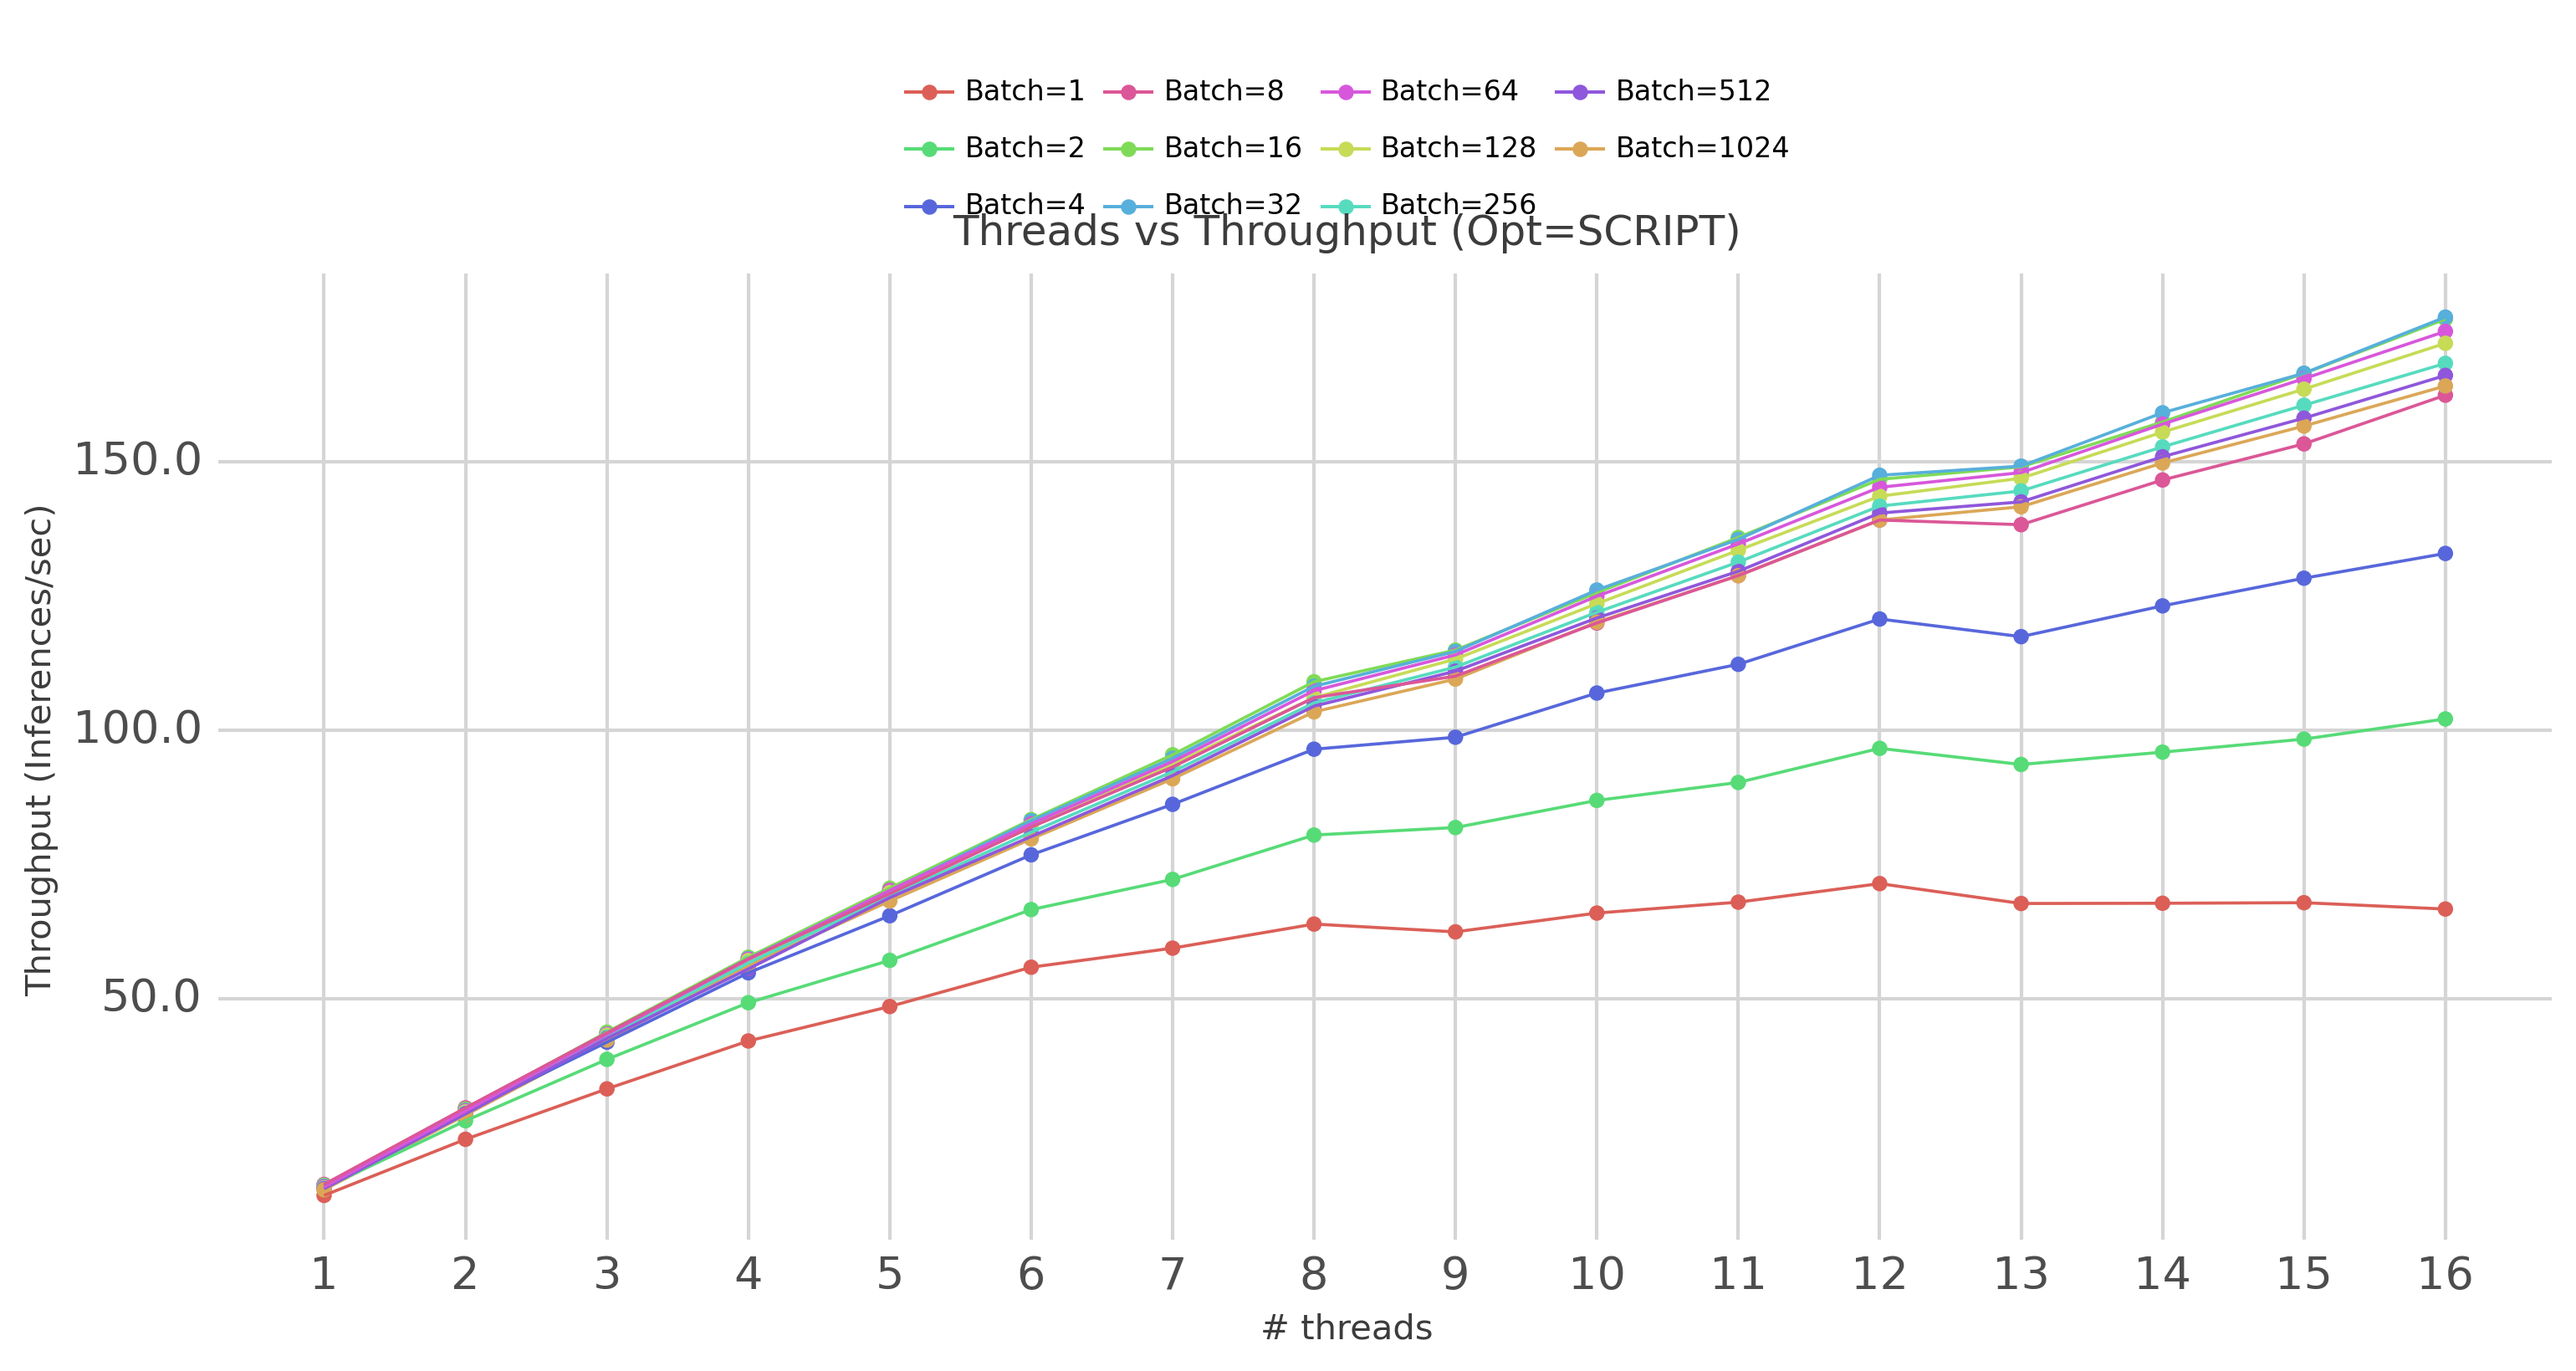 Batch=1 Batch=8 Batch=64 Batch=512
Batch=2 Batch=16 Batch=128 Batch=1024
Batch=4 Batch=32 Batch=256
Threads vs Throughput (Opt=SCRIPT)
Throughput (Inferences/sec)
150.0
100.0
50.0
1 2 3 4 5 6 7 8 9 10 11 12 13 14 15 16
# threads